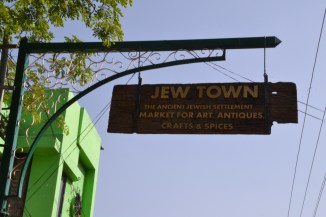 JEW TOWN
THE ANCIENT JEWISH SETTLEMENT
MARKET FOR ART, ANTIQUES,
CRAFTS & SPICES